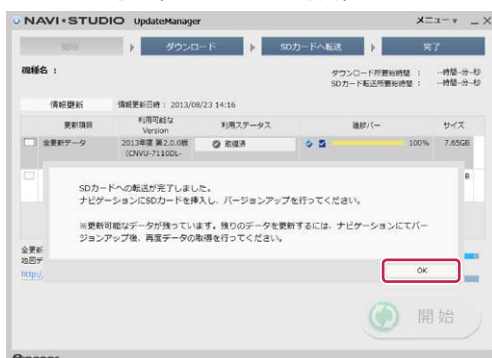 NAVI*STUDIO UpdateManager
メニュー
開始
ダウンロード
SDカードへ転送
完了
機種名 :
ダウンロード所要総時間 : --時間--分--秒
SDカード転送所要総時間 : --時間--分--秒
情報更新
情報更新日時 : 2013/08/23 14:16
更新項目
利用可能な
Version
利用ステータス
進捗バー
サイズ
全更新データ
2013年度 第2.0.0版
(CNVU-7110DL-
取得済
100%
7.65GB
SDカードへの転送が完了しました。
ナビゲーションにSDカードを挿入し、バージョンアップを行ってください。
※更新可能なデータが残っています。残りのデータを更新するには、ナビゲーションにてバー
ジョンアップ後、再度データの取得を行ってください。
OK
全更新
地図デ
http:/
開始